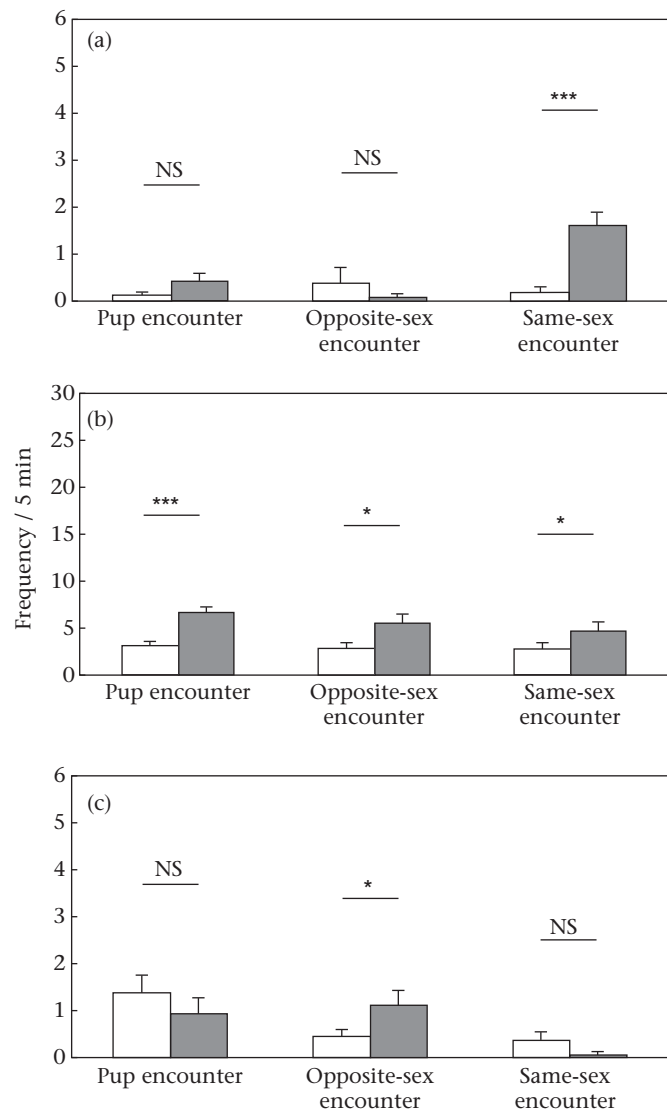 (a)
6
5
4
3
2
1
0
NS
NS
***
Pup encounter
Opposite-sex
encounter
Same-sex
encounter
Frequency / 5 min
(b)
30
25
20
15
10
5
0
***
*
*
Pup encounter
Opposite-sex
encounter
Same-sex
encounter
(c)
6
5
4
3
2
1
0
NS
*
NS
Pup encounter
Opposite-sex
encounter
Same-sex
encounter